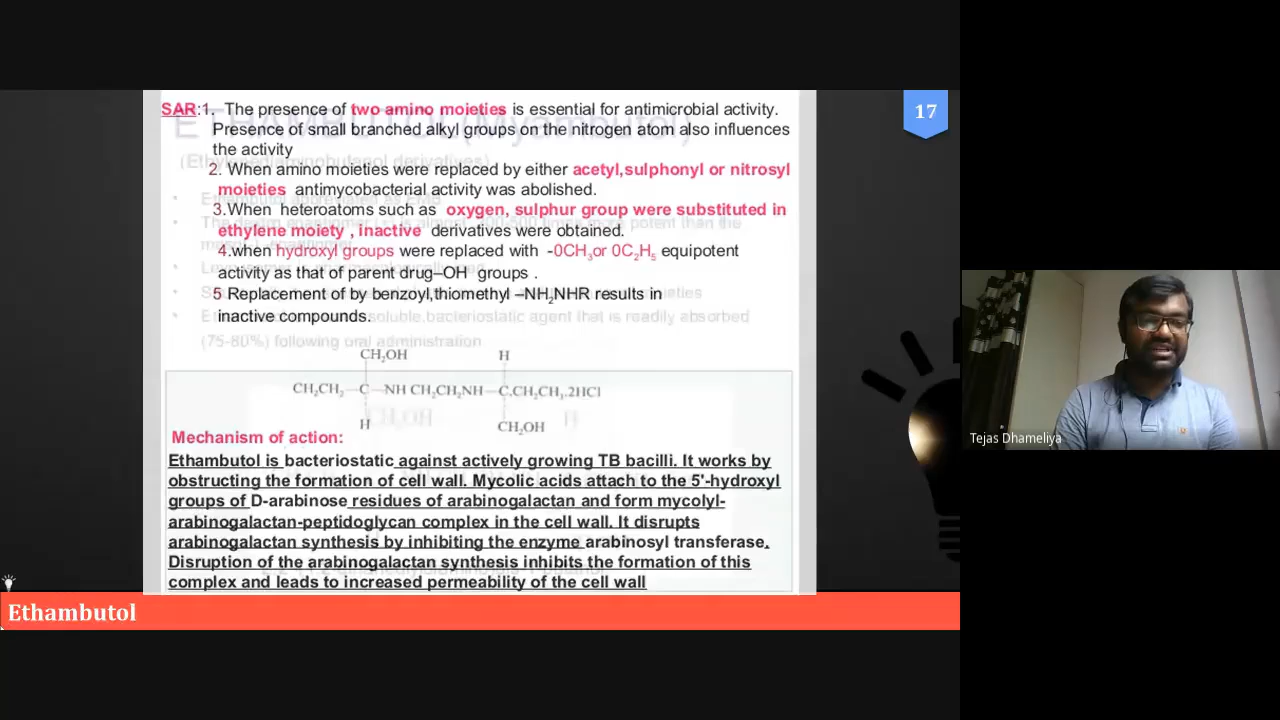 17
SAR:1. The presence of two amino moieties is essential for antimicrobial activity.
Presence of small branched alkyl groups on the nitrogen atom also influences
the activity
2. When amino moieties were replaced by either acetyl,sulphonyl or nitrosyl
moieties antimycobacterial activity was abolished.
3.When heteroatoms such as oxygen, sulphur group were substituted in
ethylene moiety , inactive derivatives were obtained.
4.when hydroxyl groups were replaced with -0CH3or 0C2H5 equipotent
activity as that of parent drug–OH groups .
5 Replacement of by benzoyl,thiomethyl –NH2NHR results in
inactive compounds.
ETHAMBUTOL(Myambutol)
(75-80%) following oral administration
CH2OH H
CH3CH2—C—NH CH2CH2NH—C.CH2CH3.2HCl
H CH2OH
Mechanism of action:
Ethambutol is bacteriostatic against actively growing TB bacilli. It works by
obstructing the formation of cell wall. Mycolic acids attach to the 5'-hydroxyl
groups of D-arabinose residues of arabinogalactan and form mycolyl-
arabinogalactan-peptidoglycan complex in the cell wall. It disrupts
arabinogalactan synthesis by inhibiting the enzyme arabinosyl transferase.
Disruption of the arabinogalactan synthesis inhibits the formation of this
complex and leads to increased permeability of the cell wall
Ethambutol
Tejas Dhameliya